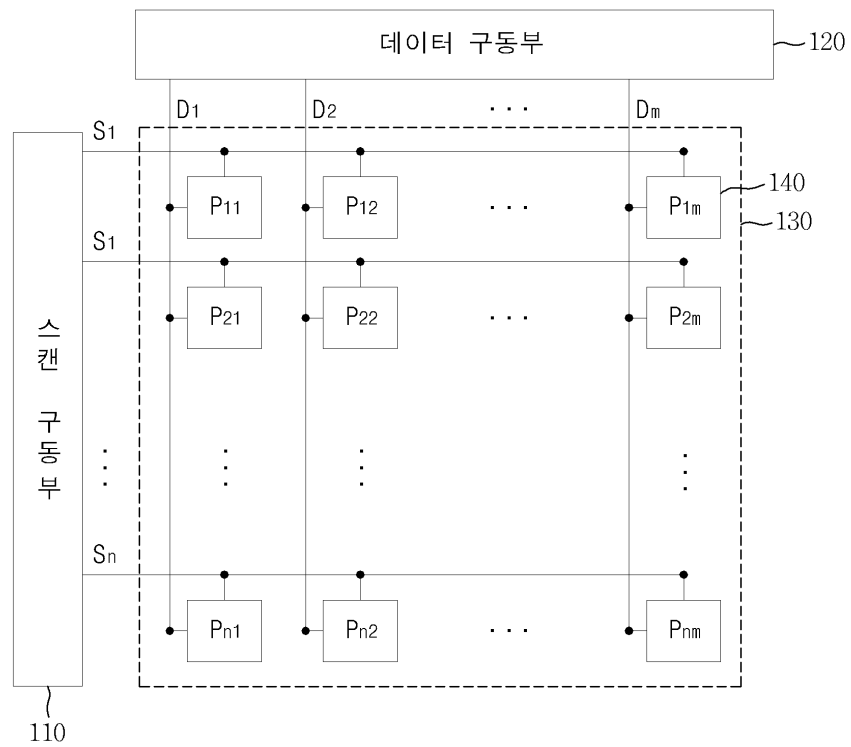 데이터 구동부
120
D1 D2 ··· Dm
S1
P11 P12 ··· P1m
140
130
S1
P21 P22 ··· P2m
스캔 구동부
Sn
Pn1 Pn2 ··· Pnm
110